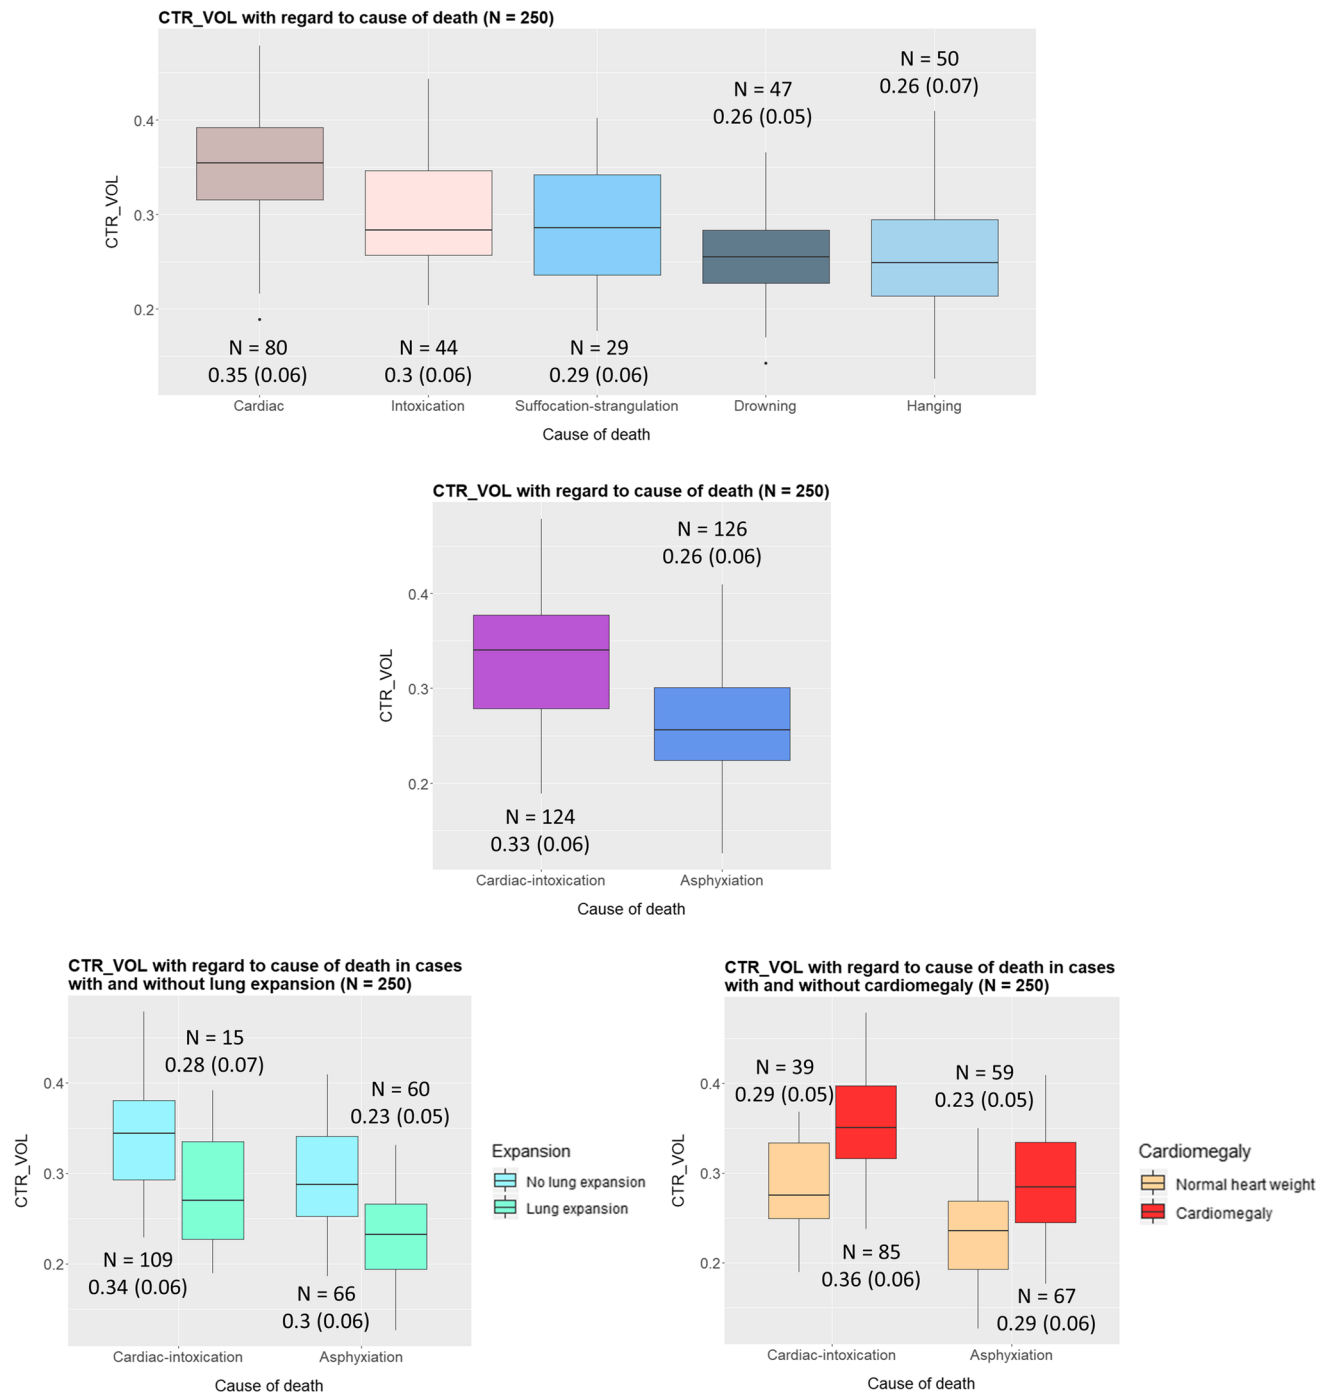 CTR_VOL with regard to cause of death (N = 250)
N = 50
0.26 (0.07)
N = 47
0.26 (0.05)
0.4
0.3
0.2
CTR_VOL
N = 80
0.35 (0.06)
N = 44
0.3 (0.06)
N = 29
0.29 (0.06)
Cardiac
Intoxication
Suffocation-strangulation
Drowning
Hanging
Cause of death
CTR_VOL with regard to cause of death (N = 250)
N = 126
0.26 (0.06)
0.4
0.3
0.2
CTR_VOL
N = 124
0.33 (0.06)
Cardiac-intoxication
Asphyxiation
Cause of death
CTR_VOL with regard to cause of death in cases
with and without lung expansion (N = 250)
N = 15
0.28 (0.07)
N = 60
0.23 (0.05)
0.4
0.3
0.2
CTR_VOL
N = 109
0.34 (0.06)
N = 66
0.3 (0.06)
Cardiac-intoxication
Asphyxiation
Cause of death
Expansion
No lung expansion
Lung expansion
CTR_VOL with regard to cause of death in cases
with and without cardiomegaly (N = 250)
N = 39
0.29 (0.05)
N = 59
0.23 (0.05)
0.4
0.3
0.2
CTR_VOL
N = 85
0.36 (0.06)
N = 67
0.29 (0.06)
Cardiac-intoxication
Asphyxiation
Cause of death
Cardiomegaly
Normal heart weight
Cardiomegaly